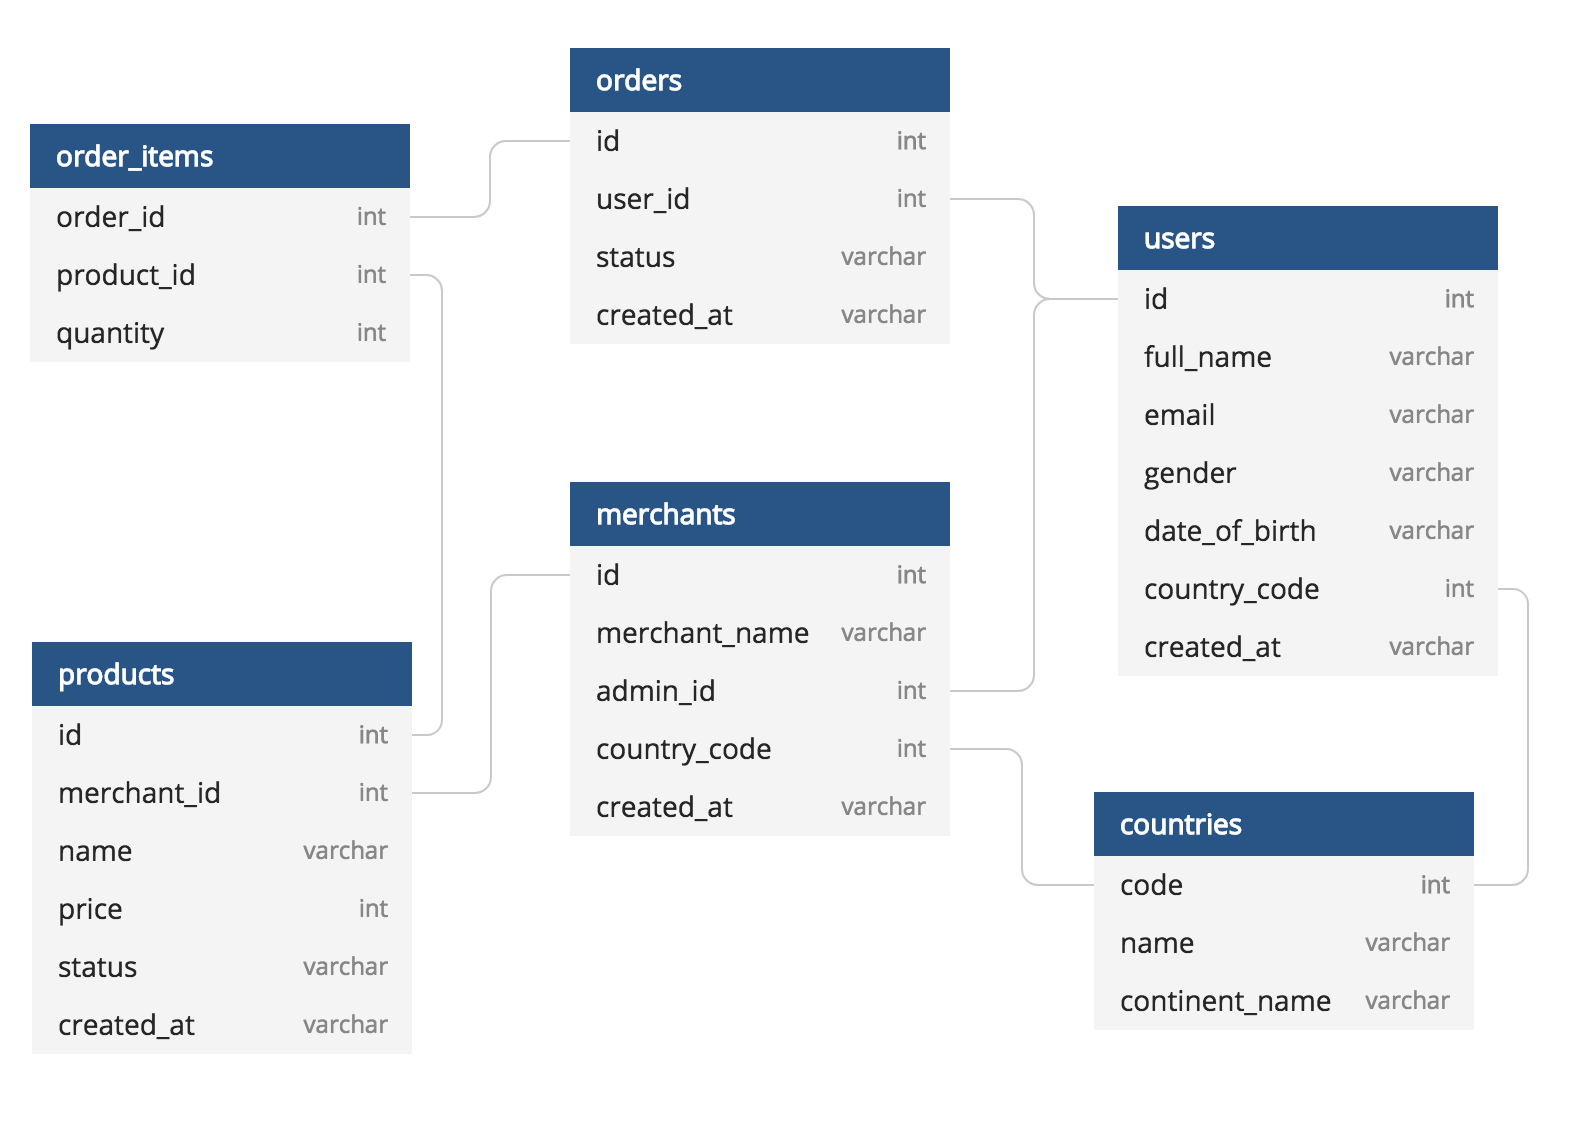 order_items
order_id int
product_id int
quantity int
orders
id int
user_id int
status varchar
created_at varchar
users
id int
full_name varchar
email varchar
gender varchar
date_of_birth varchar
country_code int
created_at varchar
merchants
id int
merchant_name varchar
admin_id int
country_code int
created_at varchar
products
id int
merchant_id int
name varchar
price int
status varchar
created_at varchar
countries
code int
name varchar
continent_name varchar